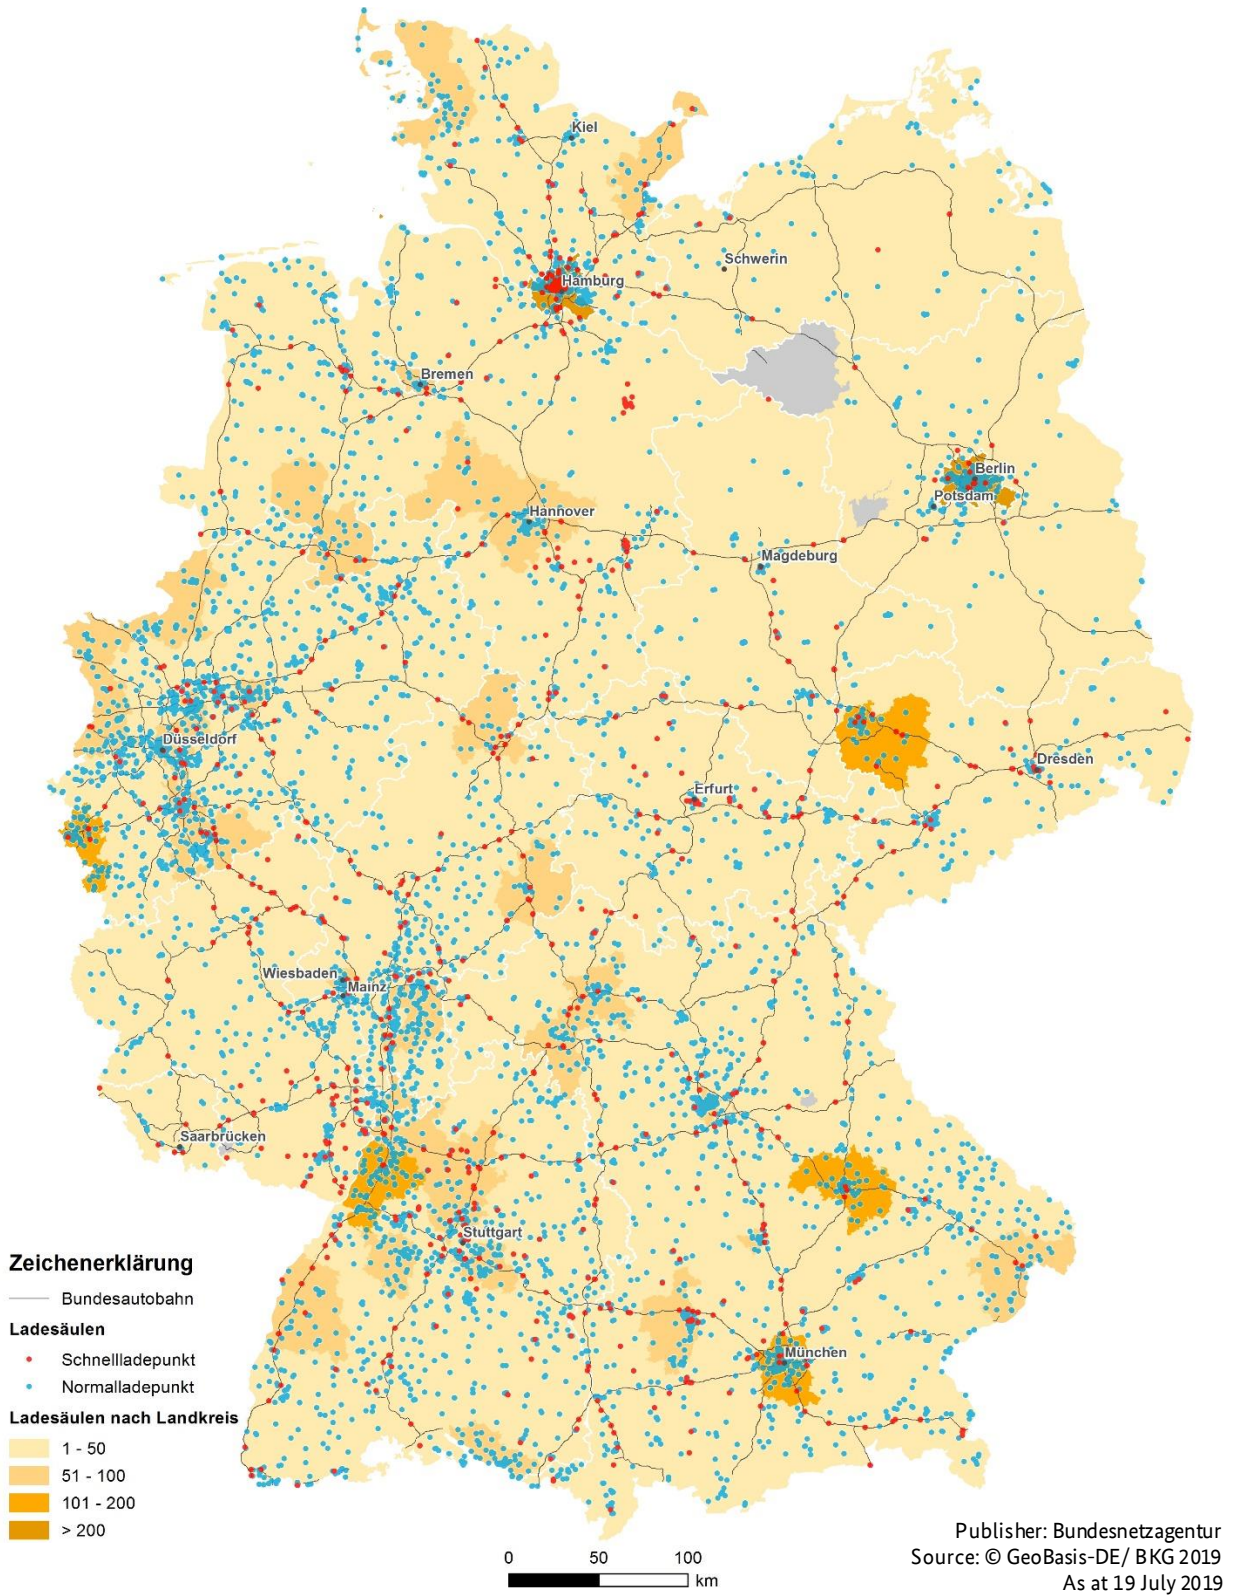 Kiel
Schwerin
Hamburg
Bremen
Berlin
Potsdam
Hannover
Magdeburg
Düsseldorf
Dresden
Erfurt
Wiesbaden
Mainz
Saarbrücken
Stuttgart
München
Zeichenerklärung
Bundesautobahn
Ladesäulen
Schnellladepunkt
Normalladepunkt
Ladesäulen nach Landkreis
1 - 50
51 - 100
101 - 200
> 200
0 50 100
km
Publisher: Bundesnetzagentur
Source: © GeoBasis-DE/ BKG 2019
As at 19 July 2019